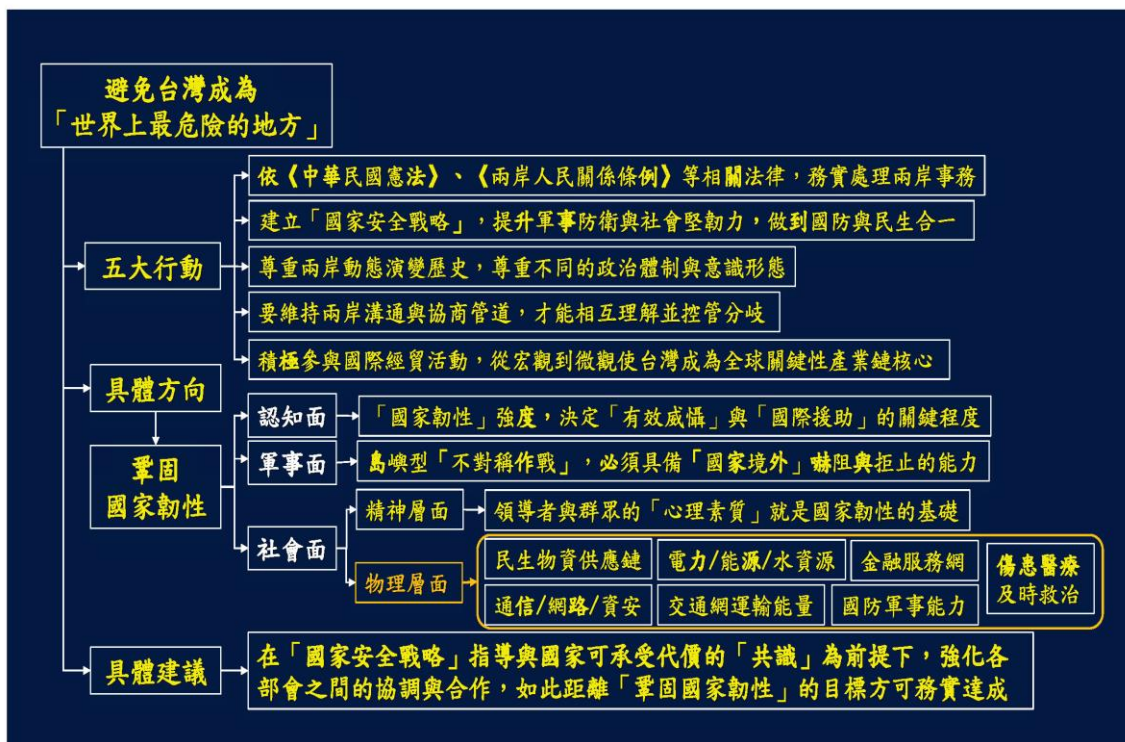 避免台灣成為
「世界上最危險的地方」
五大行動
依《中華民國憲法》、《兩岸人民關係條例》等相關法律，務實處理兩岸事務
建立「國家安全戰略」，提升軍事防衛與社會堅韌力，做到國防與民生合一
尊重兩岸動態演變歷史，尊重不同的政治體制與意識形態
要維持兩岸溝通與協商管道，才能相互理解並控管分歧
積極參與國際經貿活動，從宏觀到微觀使台灣成為全球關鍵性產業鏈核心
具體方向
鞏固
國家韌性
認知面
「國家韌性」強度，決定「有效威懾」與「國際援助」的關鍵程度
軍事面
島嶼型「不對稱作戰」，必須具備「國家境外」嚇阻與拒止的能力
社會面
精神層面
領導者與群眾的「心理素質」就是國家韌性的基礎
物理層面
民生物資供應鏈
電力/能源/水資源
金融服務網
傷患醫療
及時救治
通信/網路/資安
交通網運輸能量
國防軍事能力
具體建議
在「國家安全戰略」指導與國家可承受代價的「共識」為前提下，強化各
部會之間的協調與合作，如此距離「鞏固國家韌性」的目標方可務實達成